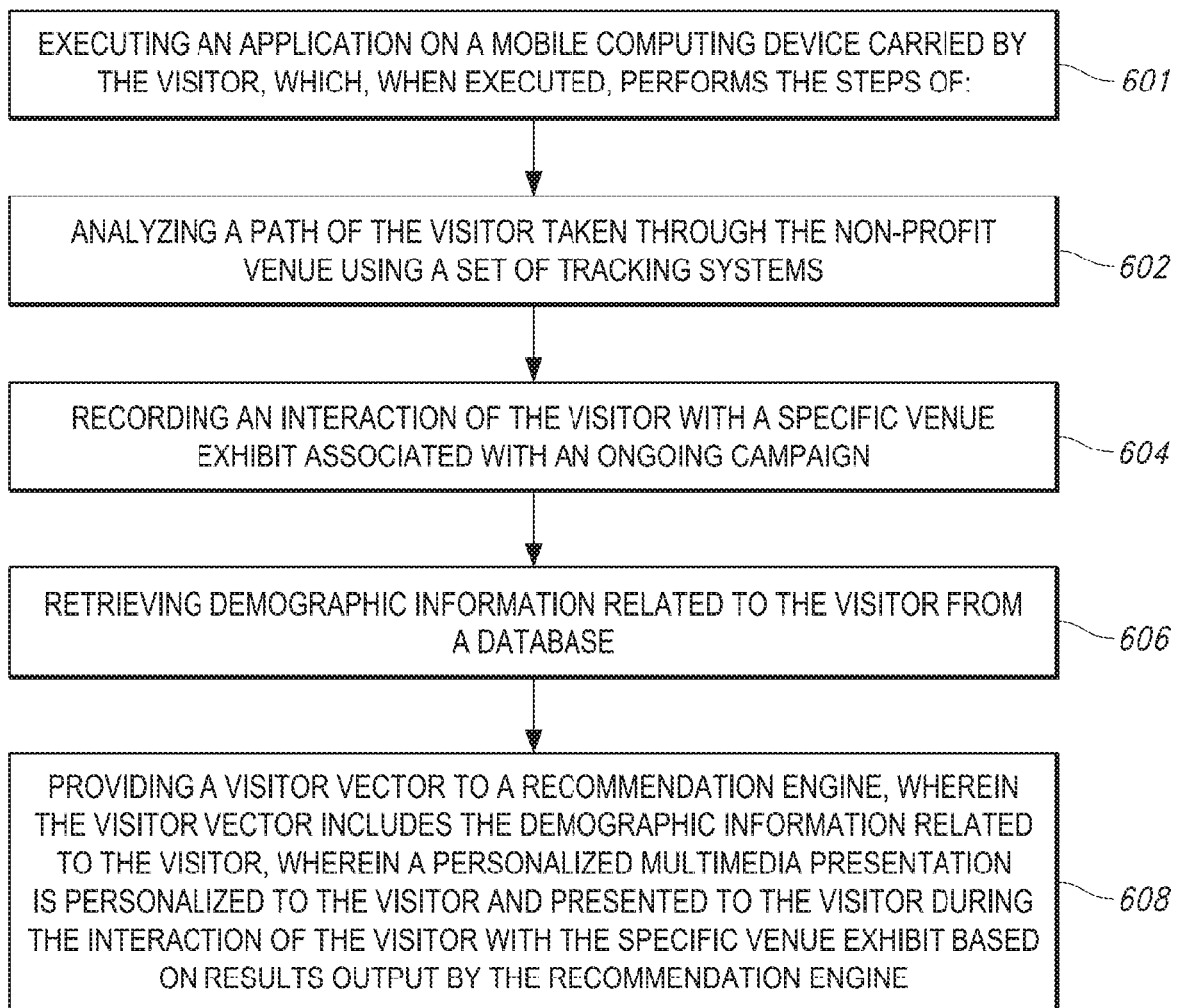 EXECUTING AN APPLICATION ON A MOBILE COMPUTING DEVICE CARRIED BY
THE VISITOR, WHICH, WHEN EXECUTED, PERFORMS THE STEPS OF:
601
ANALYZING A PATH OF THE VISITOR TAKEN THROUGH THE NON-PROFIT
VENUE USING A SET OF TRACKING SYSTEMS
602
RECORDING AN INTERACTION OF THE VISITOR WITH A SPECIFIC VENUE
EXHIBIT ASSOCIATED WITH AN ONGOING CAMPAIGN
604
RETRIEVING DEMOGRAPHIC INFORMATION RELATED TO THE VISITOR FROM
A DATABASE
606
PROVIDING A VISITOR VECTOR TO A RECOMMENDATION ENGINE, WHEREIN
THE VISITOR VECTOR INCLUDES THE DEMOGRAPHIC INFORMATION RELATED
TO THE VISITOR, WHEREIN A PERSONALIZED MULTIMEDIA PRESENTATION
IS PERSONALIZED TO THE VISITOR AND PRESENTED TO THE VISITOR DURING
THE INTERACTION OF THE VISITOR WITH THE SPECIFIC VENUE EXHIBIT BASED
ON RESULTS OUTPUT BY THE RECOMMENDATION ENGINE
608